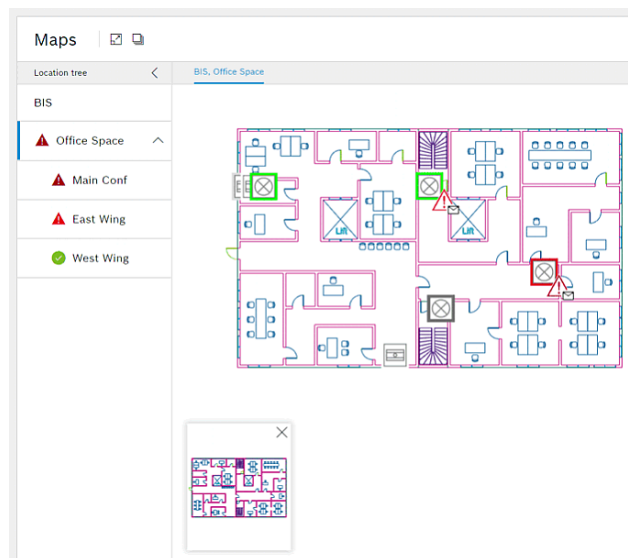 Maps
Location tree
BIS, Office Space
BIS
Office Space
Main Conf
East Wing
West Wing
Lift
Lift